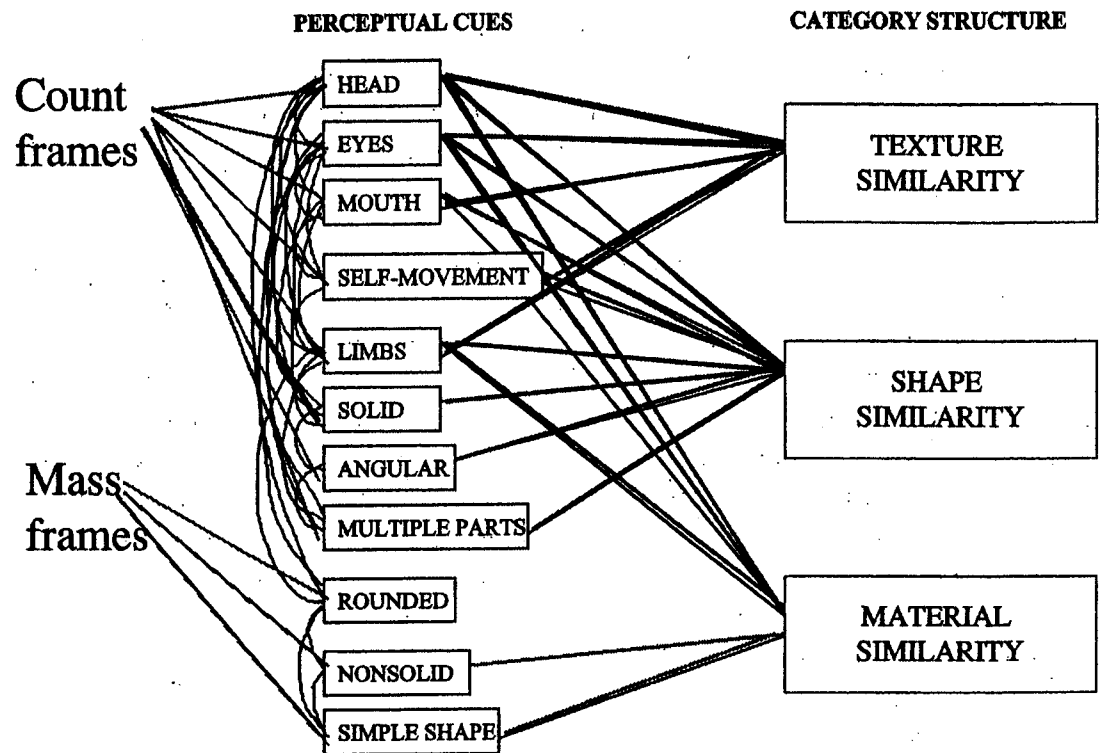 PERCEPTUAL CUES
CATEGORY STRUCTURE
Count
frames
Mass
frames
HEAD
EYES
MOUTH
SELF-MOVEMENT
LIMBS
SOLID
ANGULAR
MULTIPLE PARTS
ROUNDED
NONSOLID
SIMPLE SHAPE
TEXTURE
SIMILARITY
SHAPE
SIMILARITY
MATERIAL
SIMILARITY